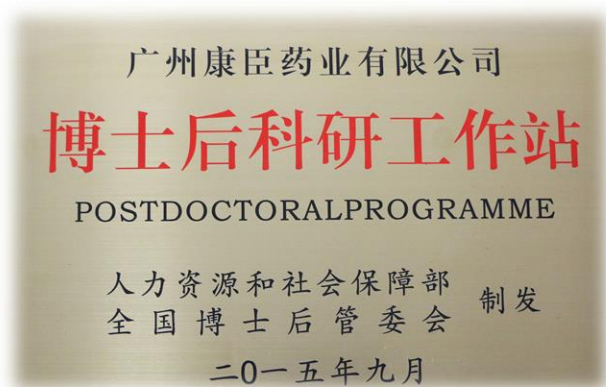 广州康臣药业有限公司
博士后科研工作站
POSTDOCTORALPROGRAMME
人力资源和社会保障部
全国博士后管委会
制发
二0一五年九月